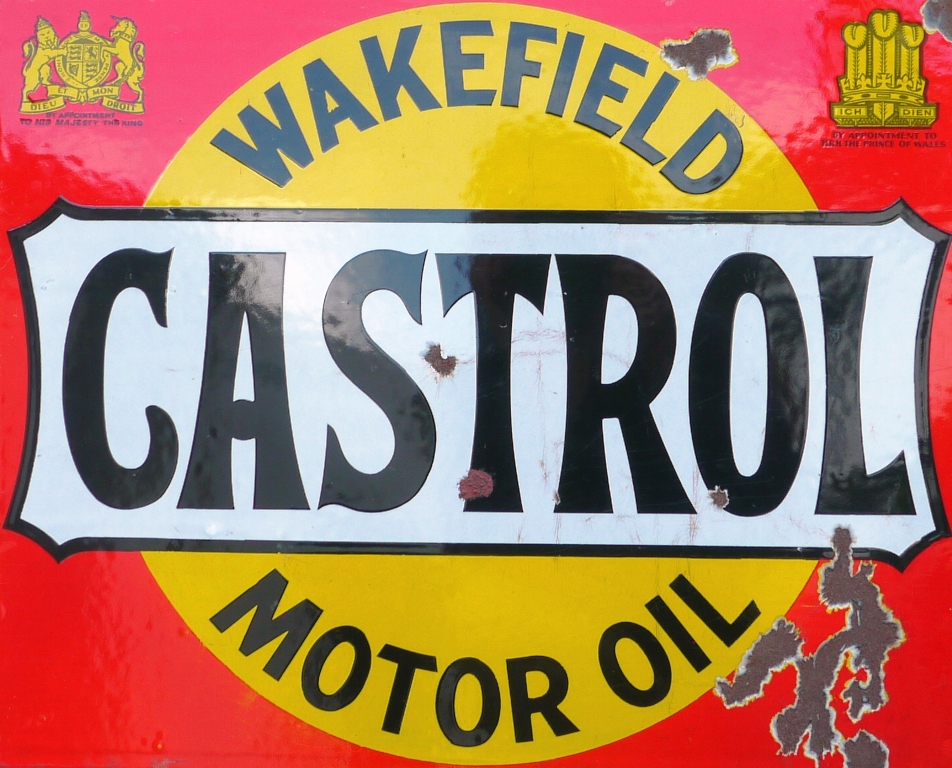 WAKEFIELD
DIEU ET MON DROIT
BY APPOINTMENT
TO HIS MAJESTY THE KING
ICH DIEN
BY APPOINTMENT TO
H.R.H. THE PRINCE OF WALES
CASTROL
MOTOR OIL